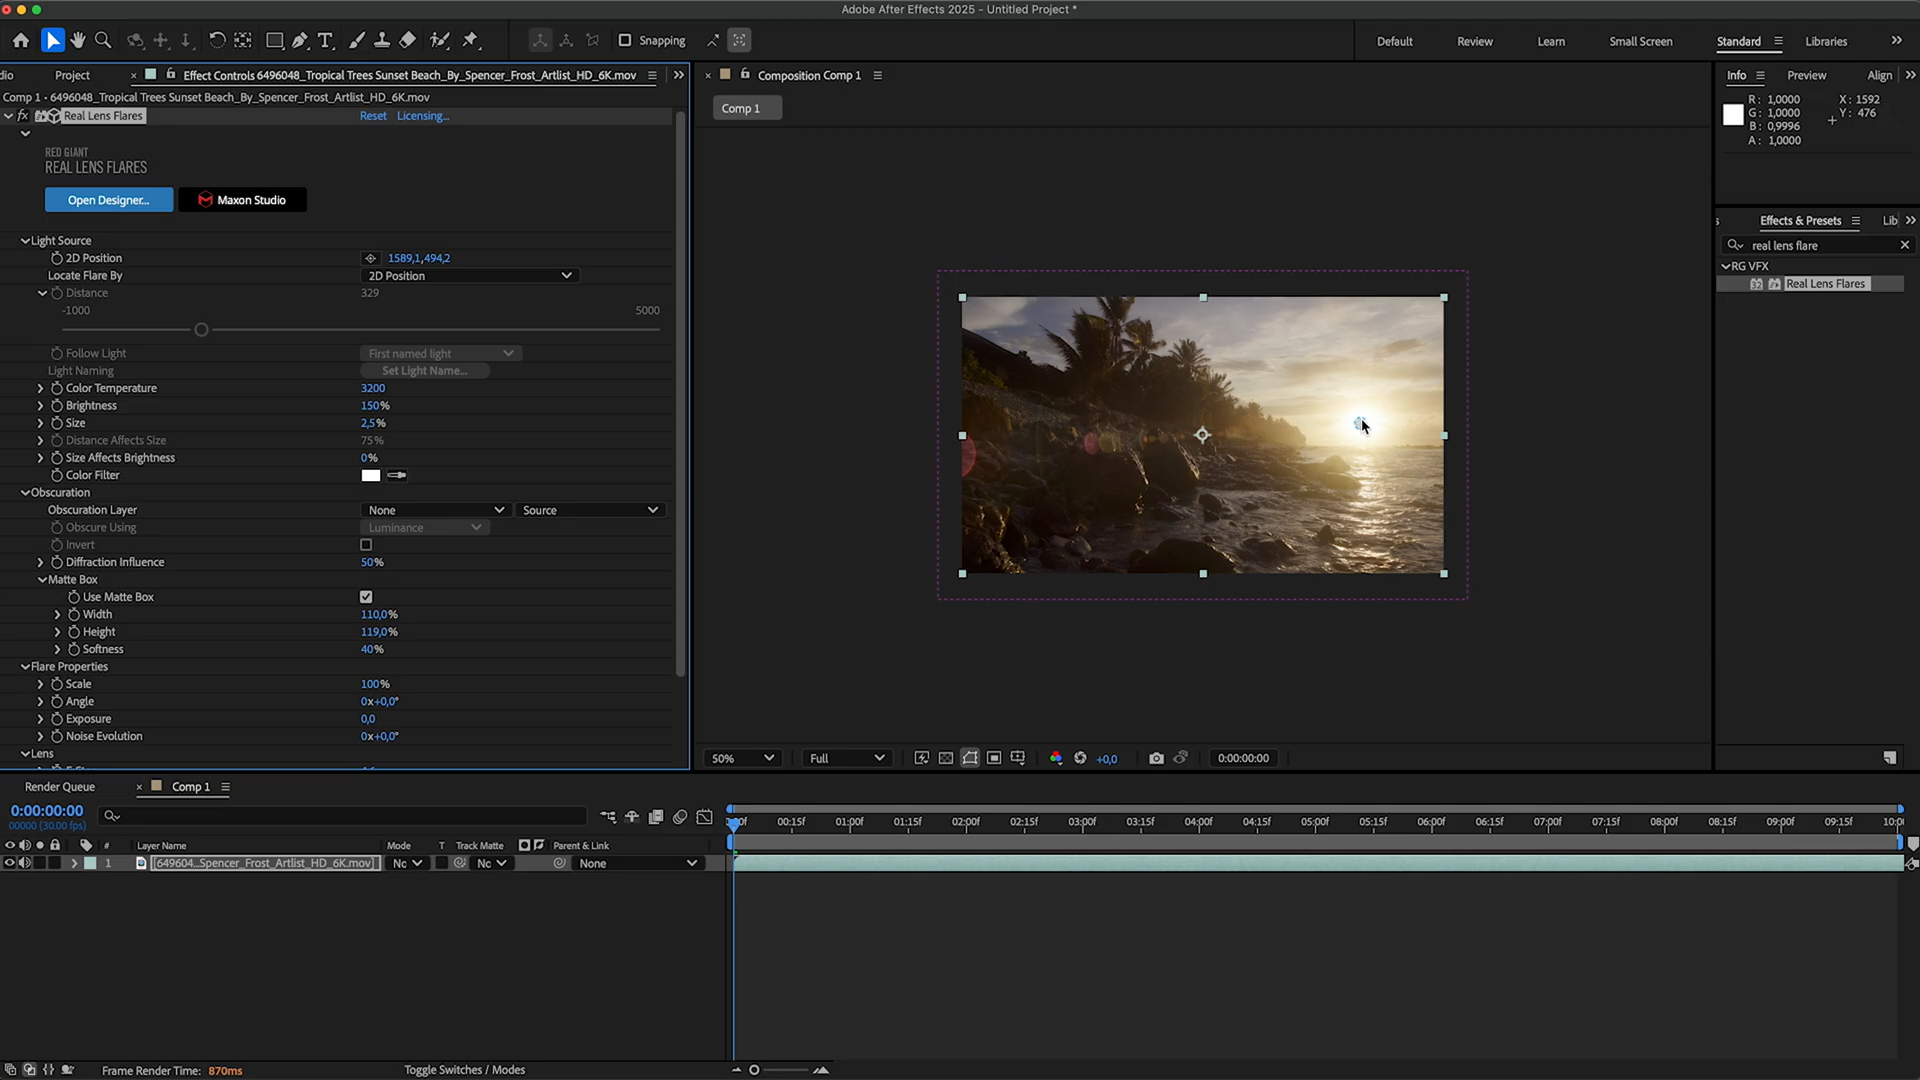 Adobe After Effects 2025 - Untitled Project *
Snapping
Default
Review
Learn
Small Screen
Standard
Libraries
dio
Project
Effect Controls 6496048_Tropical Trees Sunset Beach_By_Spencer_Frost_Artlist_HD_6K.mov
Composition Comp 1
Info
Preview
Align
Comp 1 • 6496048_Tropical Trees Sunset Beach_By_Spencer_Frost_Artlist_HD_6K.mov
R: 1,0000
G: 1,0000
B: 0,9996
A: 1,0000
X: 1592
Y: 476
fx
Real Lens Flares
Reset
Licensing...
Comp 1
RED GIANT
REAL LENS FLARES
Open Designer...
Maxon Studio
Effects & Presets
Lib
real lens flare
RG VFX
32
Real Lens Flares
Light Source
2D Position
1589,1,494,2
Locate Flare By
2D Position
Distance
329
-1000
5000
Follow Light
First named light
Light Naming
Set Light Name...
Color Temperature
3200
Brightness
150%
Size
2,5%
Distance Affects Size
75%
Size Affects Brightness
0%
Color Filter
Obscuration
Obscuration Layer
None
Source
Obscure Using
Luminance
Invert
Diffraction Influence
50%
Matte Box
Use Matte Box
Width
110,0%
Height
119,0%
Softness
40%
Flare Properties
Scale
100%
Angle
0x+0,0°
Exposure
0,0
Noise Evolution
0x+0,0°
Lens
50%
Full
+0,0
0:00:00:00
Render Queue
Comp 1
0:00:00:00
00000 (30.00 fps)
00:15f
01:00f
01:15f
02:00f
02:15f
03:00f
03:15f
04:00f
04:15f
05:00f
05:15f
06:00f
06:15f
07:00f
07:15f
08:00f
08:15f
09:00f
09:15f
10:0
#
Layer Name
Mode
T
Track Matte
Parent & Link
1
[649604...Spencer_Frost_Artlist_HD_6K.mov]
Nc
Nc
None
Frame Render Time: 870ms
Toggle Switches / Modes